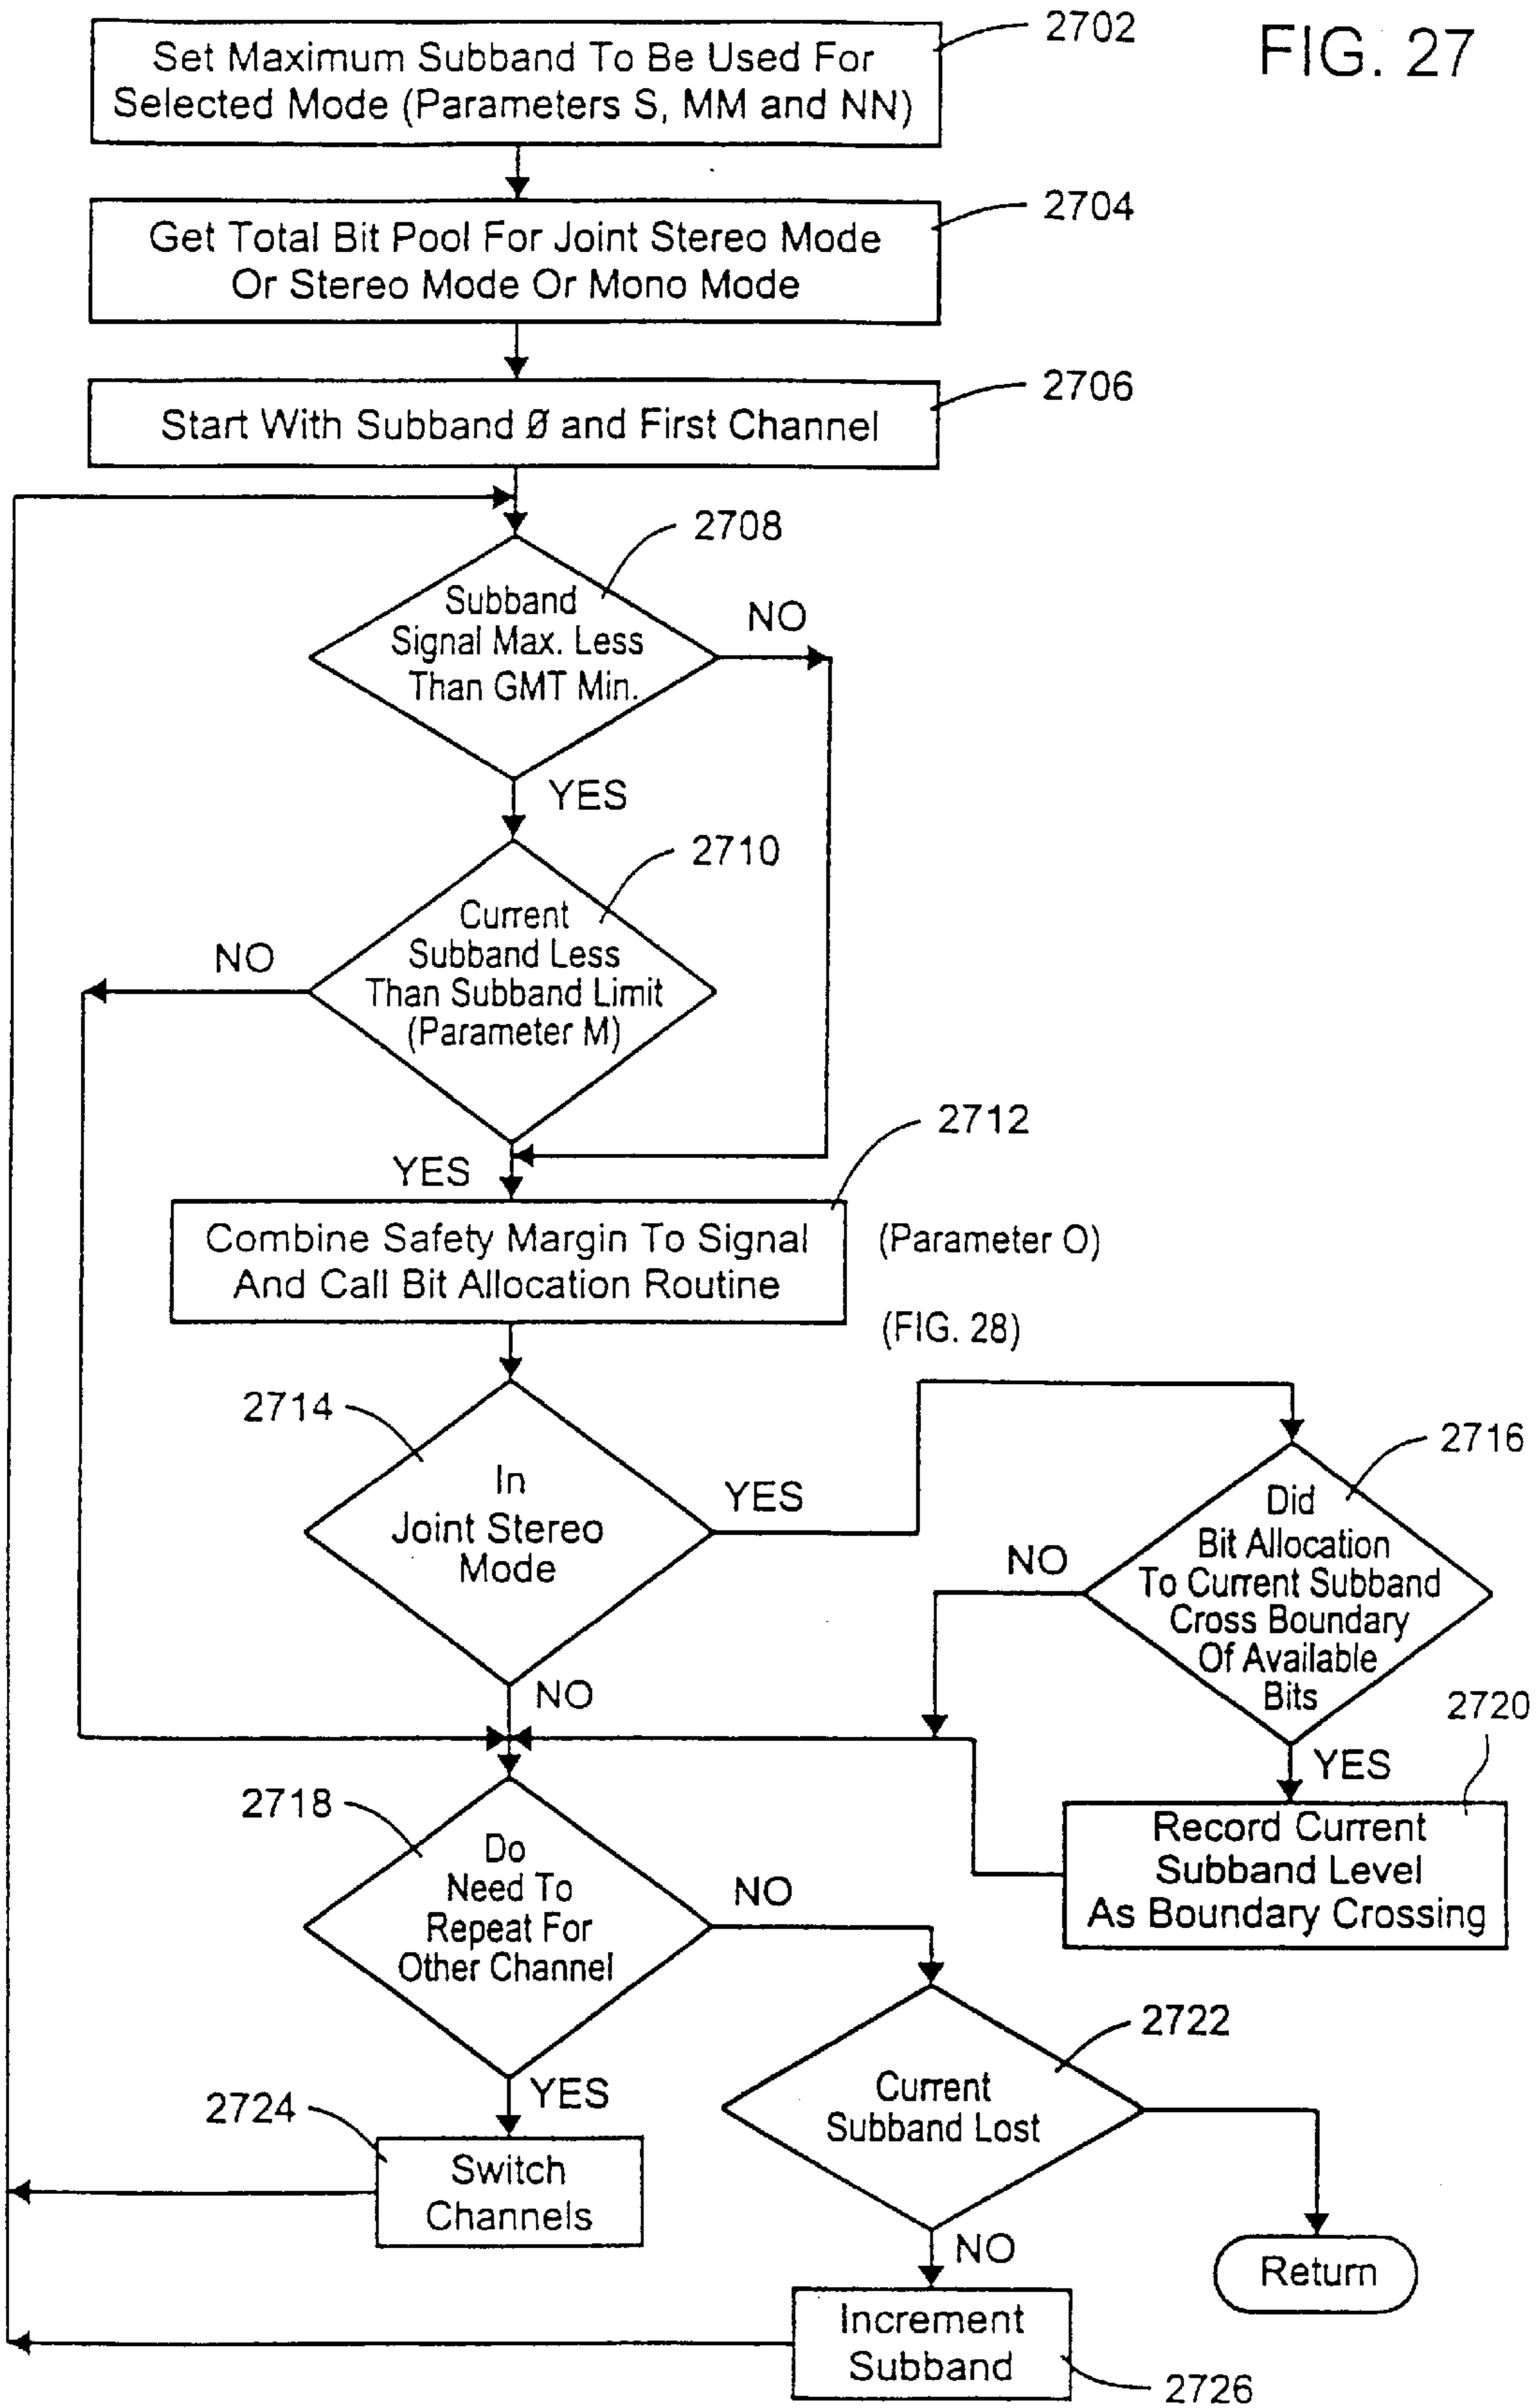 FIG. 27
2702
Set Maximum Subband To Be Used For
Selected Mode (Parameters S, MM and NN)
2704
Get Total Bit Pool For Joint Stereo Mode
Or Stereo Mode Or Mono Mode
2706
Start With Subband Ø and First Channel
2708
Subband
Signal Max. Less
Than GMT Min.
NO
YES
2710
Current
Subband Less
Than Subband Limit
(Parameter M)
NO
YES
2712
Combine Safety Margin To Signal
And Call Bit Allocation Routine
(Parameter O)
(FIG. 28)
2714
In
Joint Stereo
Mode
YES
NO
2716
Did
Bit Allocation
To Current Subband
Cross Boundary
Of Available
Bits
NO
YES
2720
Record Current
Subband Level
As Boundary Crossing
2718
Do
Need To
Repeat For
Other Channel
NO
YES
2722
Current
Subband Lost
NO
2724
Switch
Channels
Return
Increment
Subband
2726